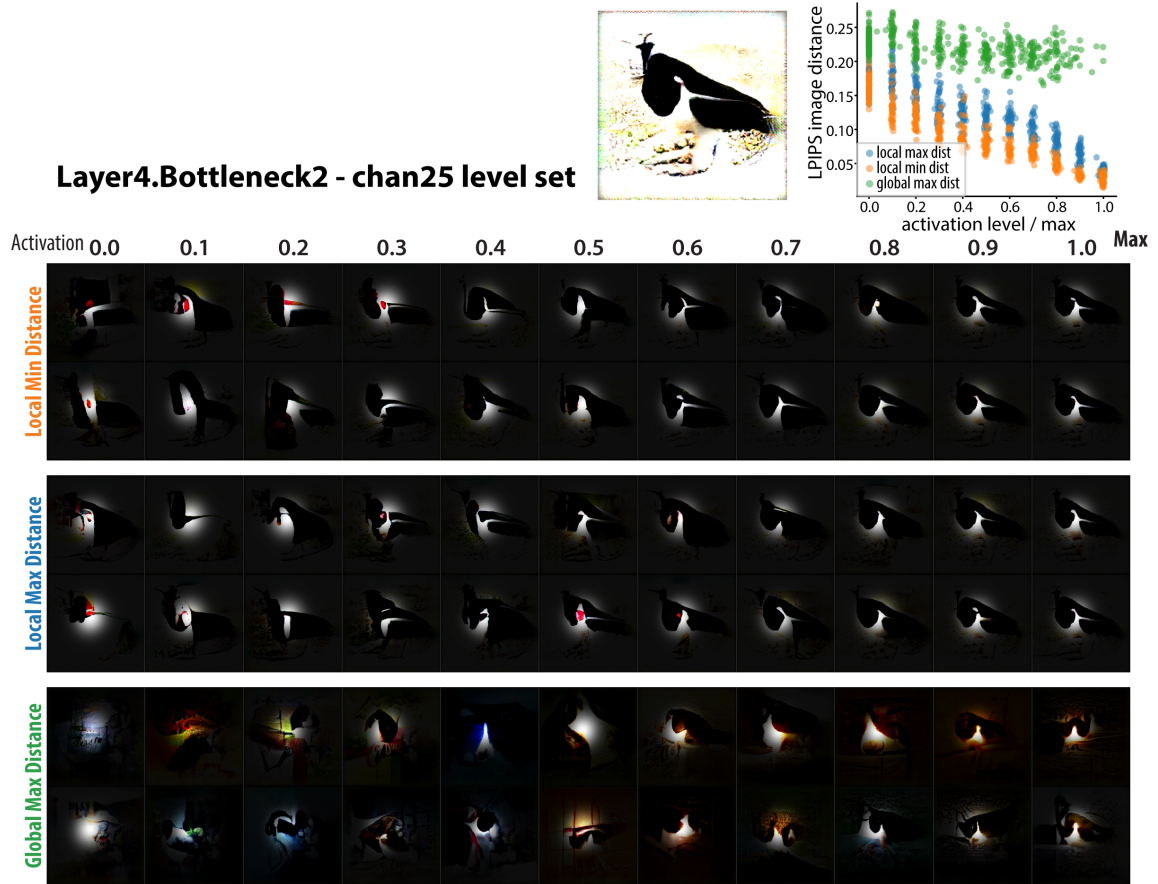 Layer4.Bottleneck2 - chan25 level set
LPIPS image distance
0.25
0.20
0.15
0.10
0.05
local max dist
local min dist
global max dist
0.0 0.2 0.4 0.6 0.8 1.0
activation level / max
Activation 0.0 0.1 0.2 0.3 0.4 0.5 0.6 0.7 0.8 0.9 1.0 Max
Local Min Distance
Local Max Distance
Global Max Distance